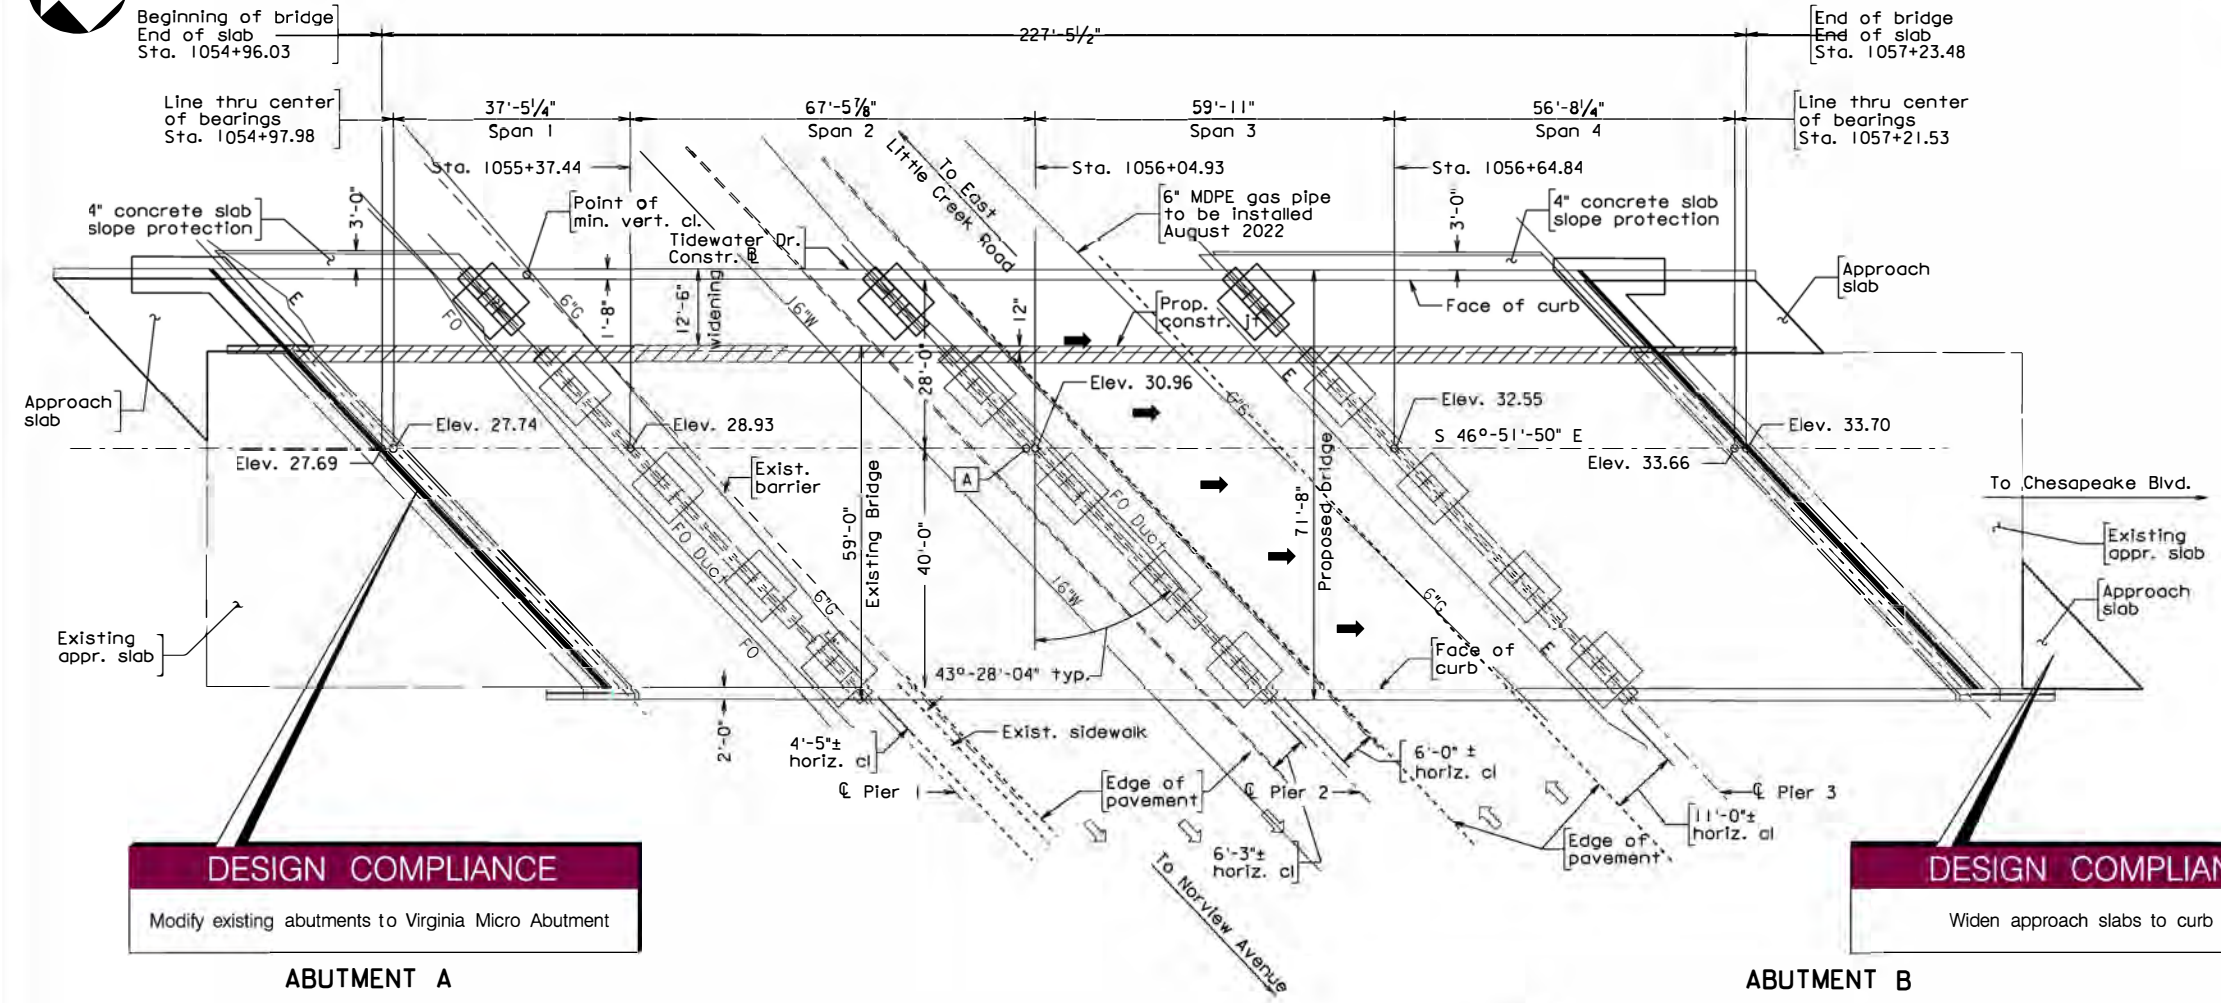 Beginning of bridge
End of slab
Sta. 1054+96.03
227'-5½"
End of bridge
End of slab
Sta. 1057+23.48
Line thru center
of bearings
Sta. 1054+97.98
37'-5¼"
Span 1
67'-5⅞"
Span 2
59'-11"
Span 3
56'-8¼"
Span 4
Line thru center
of bearings
Sta. 1057+21.53
Sta. 1055+37.44
Sta. 1056+04.93
Sta. 1056+64.84
To East
Little Creek Road
4" concrete slab
slope protection
3'-0"
Point of
min. vert. cl.
Tidewater Dr.
Constr. ℄
6" MDPE gas pipe
to be installed
August 2022
3'-0"
4" concrete slab
slope protection
Approach
slab
E
FO
6"G
1'-8"
12'-6"
widening
16"W
28'-0"
12"
Prop.
constr. jt
Face of curb
Approach
slab
Elev. 27.74
Elev. 27.69
Elev. 28.93
Elev. 30.96
G"6
E
Elev. 32.55
S 46º-51'-50" E
Elev. 33.66
Elev. 33.70
Exist.
barrier
A
To Chesapeake Blvd.
59'-0"
Existing Bridge
40'-0"
71'-8"
Proposed bridge
FO Duct
FO Duct
Existing
appr. slab
Approach
slab
Existing
appr. slab
FO
6"G
16"W
6"G
E
43º-28'-04" typ.
Face of
curb
2'-0"
4'-5"±
horiz. cl
Exist. sidewalk
6'-0" ±
horiz. cl
℄ Pier 1
Edge of
pavement
℄ Pier 2
℄ Pier 3
11'-0"±
horiz. cl
Edge of
pavement
6'-3"±
horiz. cl
To Norview Avenue
DESIGN COMPLIANCE
Modify existing abutments to Virginia Micro Abutment
DESIGN COMPLIAN
Widen approach slabs to curb
ABUTMENT A
ABUTMENT B